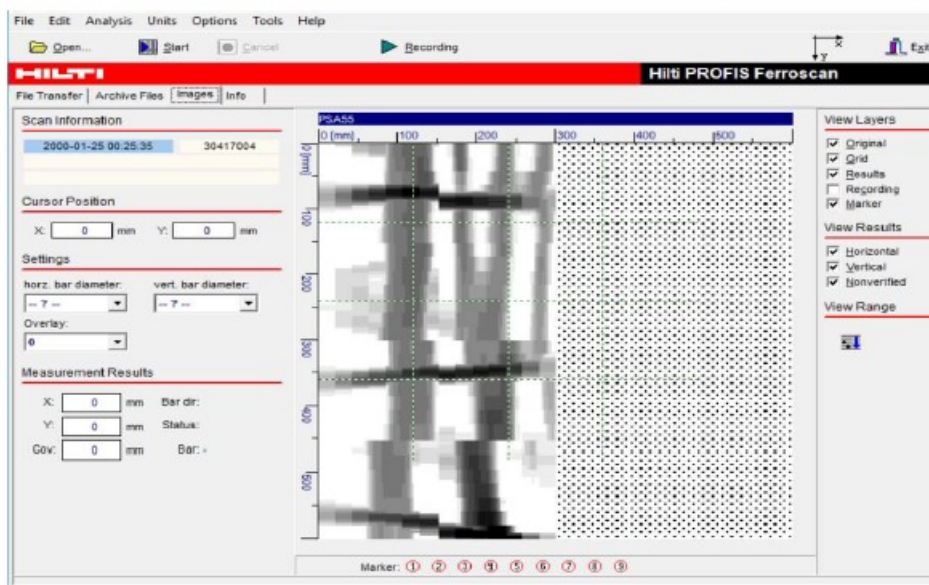 File Edit Analysis Units Options Tools Help
Open... Start Cancel Recording X Y Exit
HILTI Hilti PROFIS Ferroscan
File Transfer Archive Files Images Info
Scan Information
2000-01-25 00:25:35 30417004
Cursor Position
X: 0 mm Y: 0 mm
Settings
horz. bar diameter: vert. bar diameter:
-- ? -- -- ? --
Overlay:
0
Measurement Results
X: 0 mm Bar dir:
Y: 0 mm Status:
Cov: 0 mm Bar: -
PSA55
0 [mm] 100 200 300 400 500
0 [mm]
100
200
300
400
500
Marker: 1 2 3 4 5 6 7 8 9
View Layers
Original
Grid
Results
Recording
Marker
View Results
Horizontal
Vertical
Nonverified
View Range